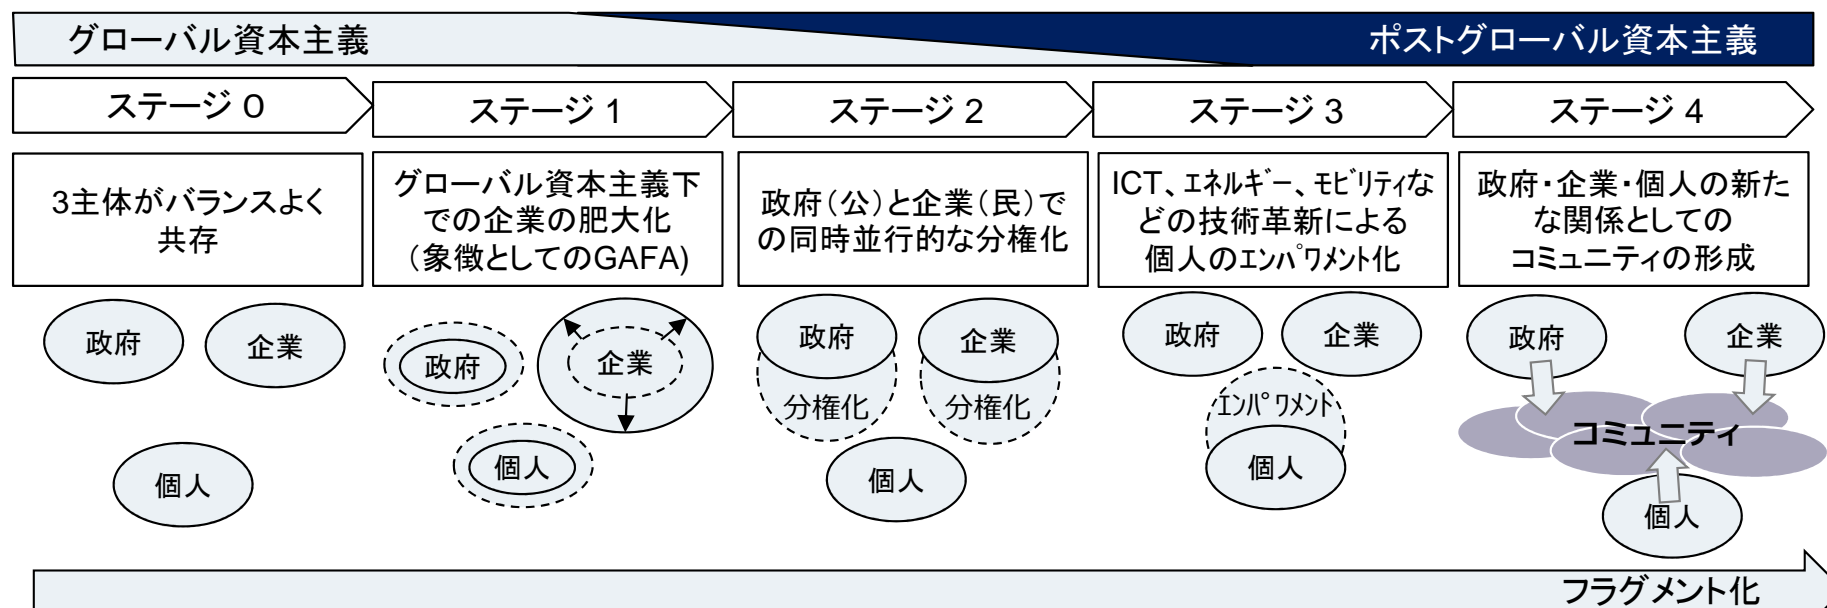 グローバル資本主義
ポストグローバル資本主義
ステージ 0
ステージ 1
ステージ 2
ステージ 3
ステージ 4
3主体がバランスよく
共存
グローバル資本主義下
での企業の肥大化
（象徴としてのGAFA)
政府（公）と企業（民）で
の同時並行的な分権化
ICT、ｴﾈﾙｷﾞｰ、ﾓﾋﾞﾘﾃｨな
どの技術革新による
個人のｴﾝﾊﾟﾜﾒﾝﾄ化
政府・企業・個人の新た
な関係としての
コミュニティの形成
政府
企業
個人
政府
企業
個人
政府
分権化
企業
分権化
個人
政府
企業
ｴﾝﾊﾟﾜﾒﾝﾄ
個人
政府
企業
コミュニティ
個人
フラグメント化